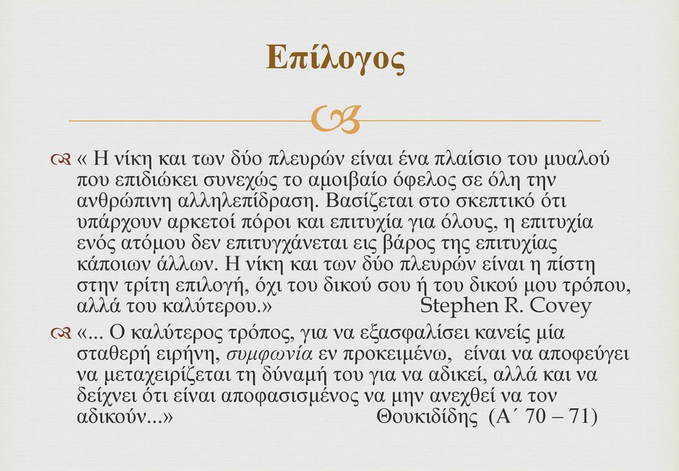 Επίλογος
« Η νίκη και των δύο πλευρών είναι ένα πλαίσιο του μυαλού
που επιδιώκει συνεχώς το αμοιβαίο όφελος σε όλη την
ανθρώπινη αλληλεπίδραση. Βασίζεται στο σκεπτικό ότι
υπάρχουν αρκετοί πόροι και επιτυχία για όλους, η επιτυχία
ενός ατόμου δεν επιτυγχάνεται εις βάρος της επιτυχίας
κάποιων άλλων. Η νίκη και των δύο πλευρών είναι η πίστη
στην τρίτη επιλογή, όχι του δικού σου ή του δικού μου τρόπου,
αλλά του καλύτερου.» Stephen R. Covey
«... Ο καλύτερος τρόπος, για να εξασφαλίσει κανείς μία
σταθερή ειρήνη, συμφωνία εν προκειμένω, είναι να αποφεύγει
να μεταχειρίζεται τη δύναμή του για να αδικεί, αλλά και να
δείχνει ότι είναι αποφασισμένος να μην ανεχθεί να τον
αδικούν...» Θουκιδίδης (Α΄ 70 – 71)